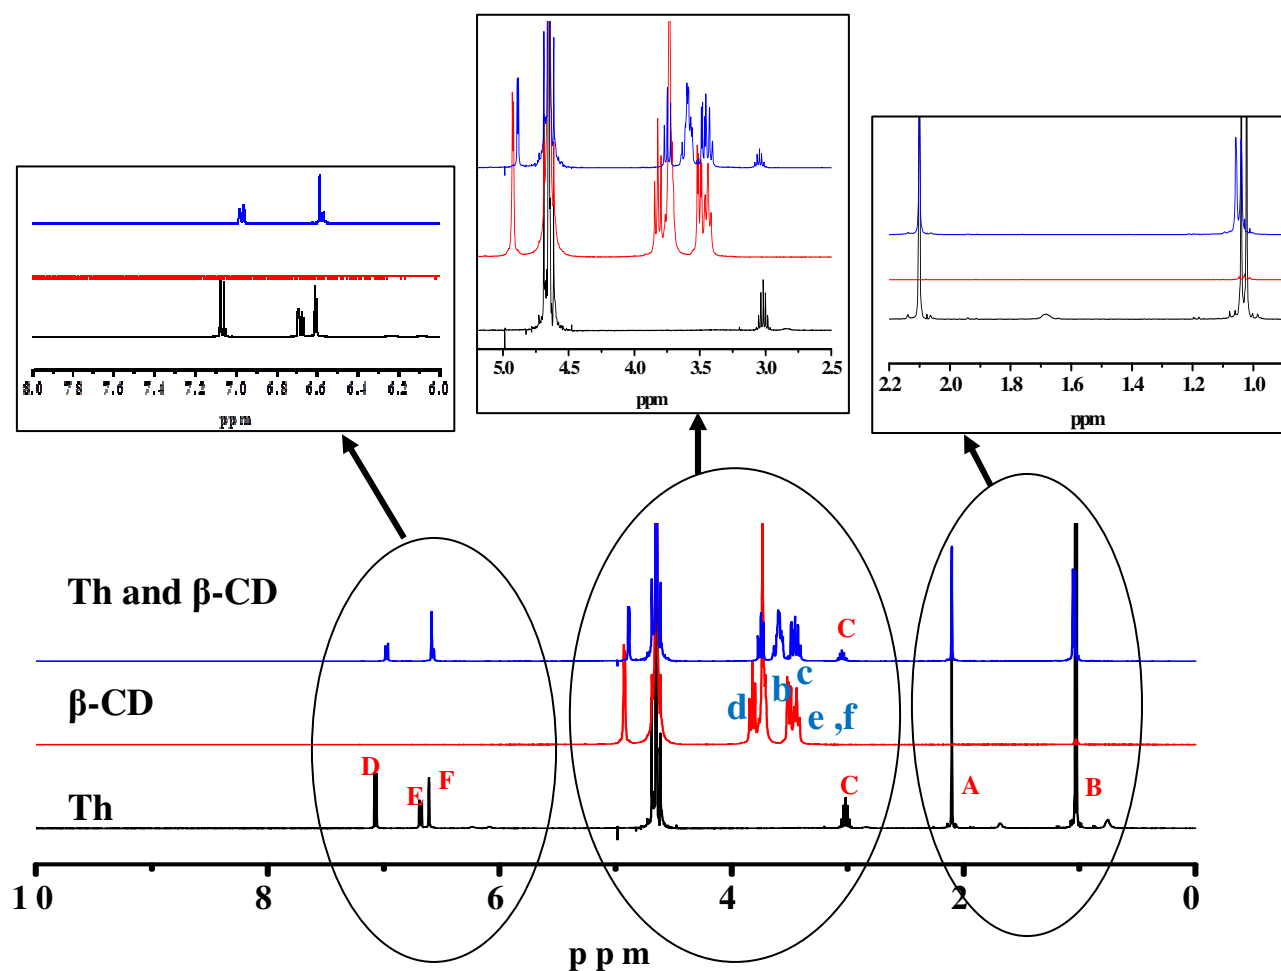 5.0 4.5 4.0 3.5 3.0 2.5
ppm
2.2 2.0 1.8 1.6 1.4 1.2 1.0
ppm
8.0 7.8 7.6 7.4 7.2 7.0 6.8 6.6 6.4 6.2 6.0
ppm
Th and β-CD
C
β-CD
d b c
e ,f
D E F
Th
C A B
10 8 6 4 2 0
ppm